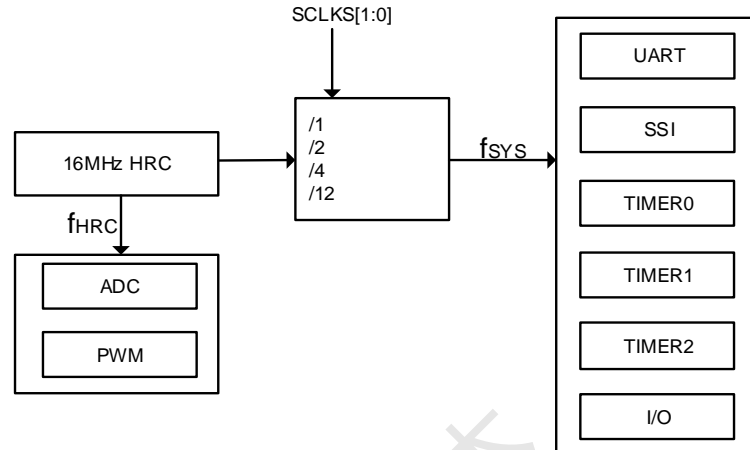 SCLKS[1:0]
UART
/1
/2
/4
/12
SSI
16MHz HRC
fSYS
TIMER0
fHRC
ADC
TIMER1
PWM
TIMER2
I/O